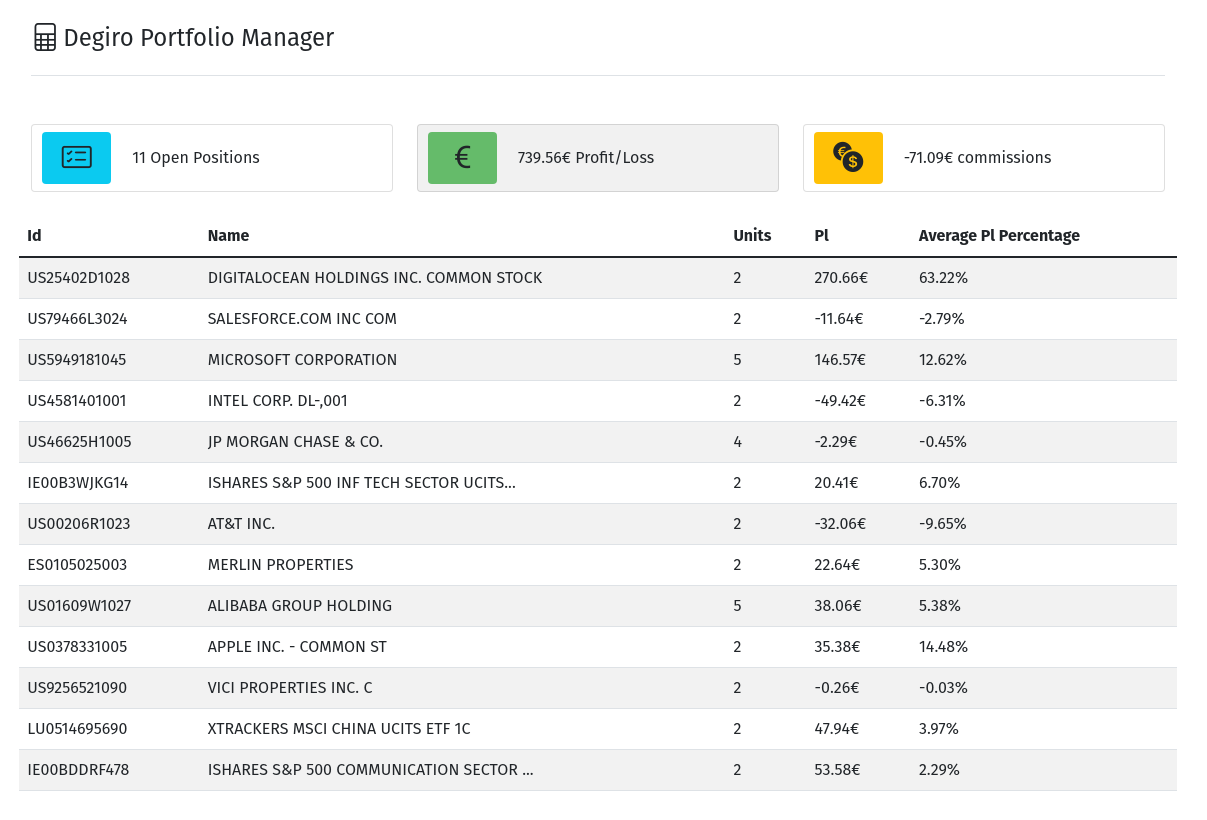 Degiro Portfolio Manager
11 Open Positions 739.56€ Profit/Loss -71.09€ commissions
Id Name Units Pl Average Pl Percentage
US25402D1028 DIGITALOCEAN HOLDINGS INC. COMMON STOCK 2 270.66€ 63.22%
US79466L3024 SALESFORCE.COM INC COM 2 -11.64€ -2.79%
US5949181045 MICROSOFT CORPORATION 5 146.57€ 12.62%
US4581401001 INTEL CORP. DL-,001 2 -49.42€ -6.31%
US46625H1005 JP MORGAN CHASE & CO. 4 -2.29€ -0.45%
IE00B3WJKG14 ISHARES S&P 500 INF TECH SECTOR UCITS... 2 20.41€ 6.70%
US00206R1023 AT&T INC. 2 -32.06€ -9.65%
ES0105025003 MERLIN PROPERTIES 2 22.64€ 5.30%
US01609W1027 ALIBABA GROUP HOLDING 5 38.06€ 5.38%
US0378331005 APPLE INC. - COMMON ST 2 35.38€ 14.48%
US9256521090 VICI PROPERTIES INC. C 2 -0.26€ -0.03%
LU0514695690 XTRACKERS MSCI CHINA UCITS ETF 1C 2 47.94€ 3.97%
IE00BDDRF478 ISHARES S&P 500 COMMUNICATION SECTOR ... 2 53.58€ 2.29%